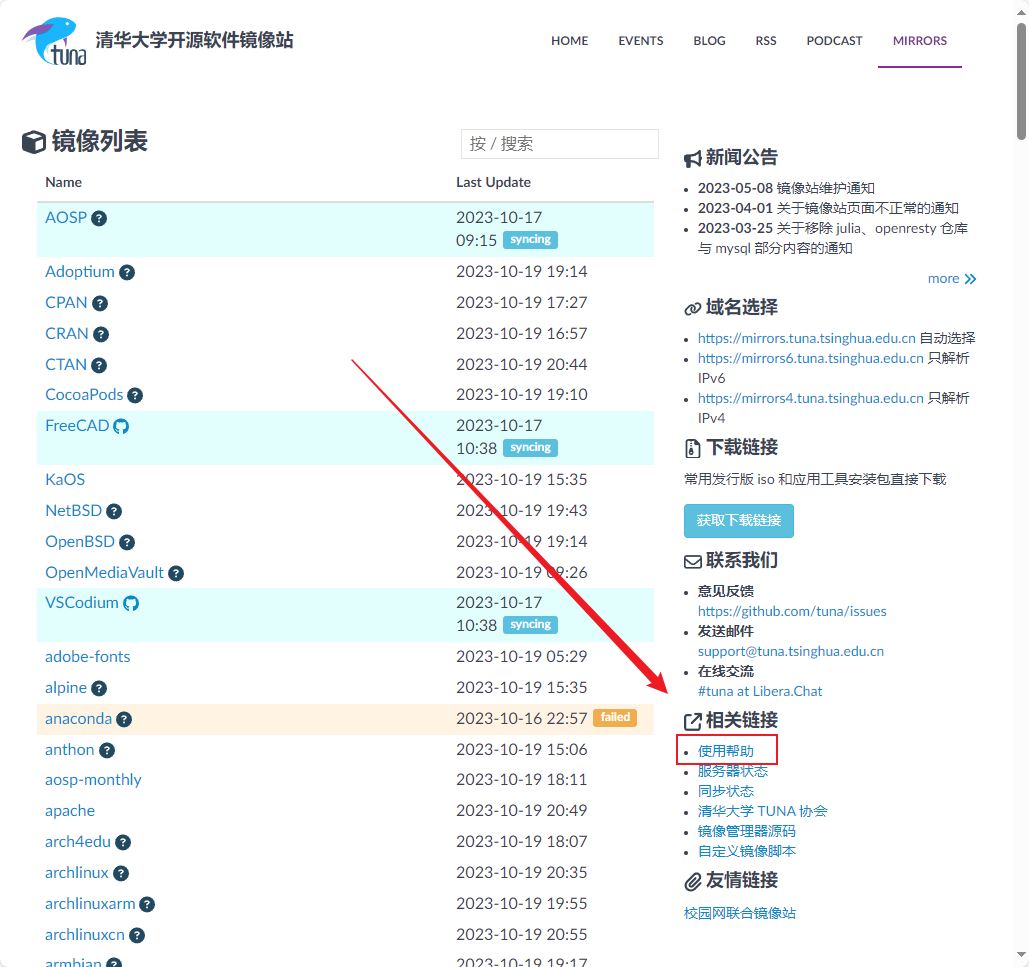 tuna
清华大学开源软件镜像站
HOME EVENTS BLOG RSS PODCAST MIRRORS
镜像列表
按 / 搜索
Name Last Update
AOSP ? 2023-10-17
09:15 syncing
Adoptium ? 2023-10-19 19:14
CPAN ? 2023-10-19 17:27
CRAN ? 2023-10-19 16:57
CTAN ? 2023-10-19 20:44
CocoaPods ? 2023-10-19 19:10
FreeCAD 2023-10-17
10:38 syncing
KaOS 2023-10-19 15:35
NetBSD ? 2023-10-19 19:43
OpenBSD ? 2023-10-19 19:14
OpenMediaVault ? 2023-10-19 09:26
VSCodium 2023-10-17
10:38 syncing
adobe-fonts 2023-10-19 05:29
alpine ? 2023-10-19 15:35
anaconda ? 2023-10-16 22:57 failed
anthon ? 2023-10-19 15:06
aosp-monthly 2023-10-19 18:11
apache 2023-10-19 20:49
arch4edu ? 2023-10-19 18:07
archlinux ? 2023-10-19 20:35
archlinuxarm ? 2023-10-19 19:55
archlinuxcn ? 2023-10-19 20:55
armbian ? 2023-10-19 19:17
新闻公告
2023-05-08 镜像站维护通知
2023-04-01 关于镜像站页面不正常的通知
2023-03-25 关于移除 julia、openresty 仓库
与 mysql 部分内容的通知
more
域名选择
https://mirrors.tuna.tsinghua.edu.cn 自动选择
https://mirrors6.tuna.tsinghua.edu.cn 只解析
IPv6
https://mirrors4.tuna.tsinghua.edu.cn 只解析
IPv4
下载链接
常用发行版 iso 和应用工具安装包直接下载
获取下载链接
联系我们
意见反馈
https://github.com/tuna/issues
发送邮件
support@tuna.tsinghua.edu.cn
在线交流
#tuna at Libera.Chat
相关链接
使用帮助
服务器状态
同步状态
清华大学 TUNA 协会
镜像管理器源码
自定义镜像脚本
友情链接
校园网联合镜像站